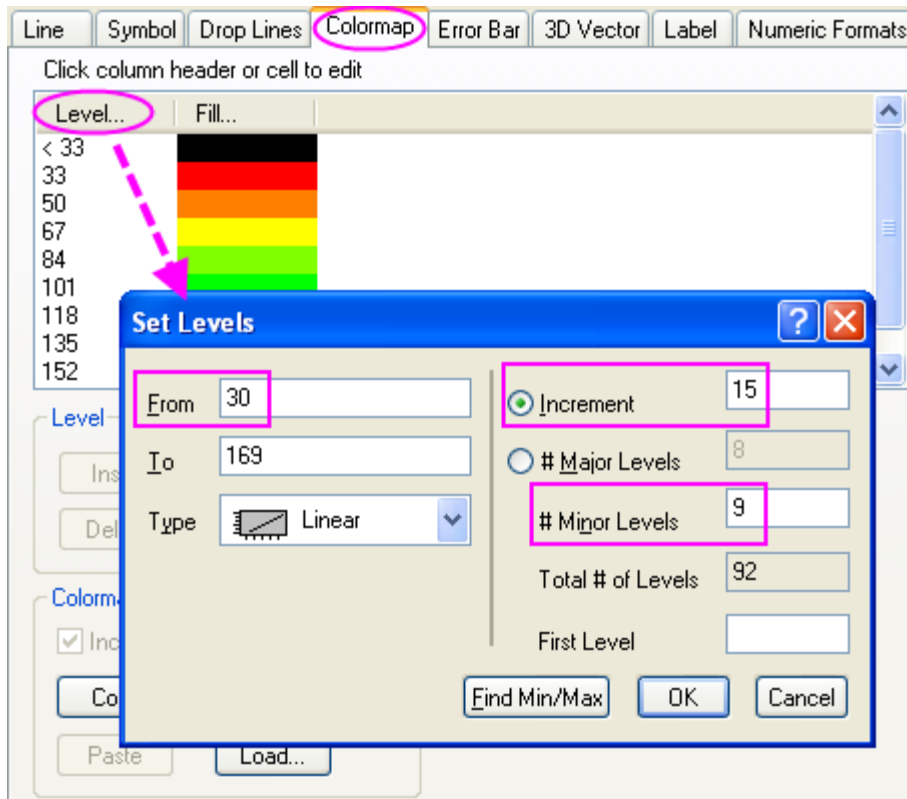 Line Symbol Drop Lines Colormap Error Bar 3D Vector Label Numeric Formats
Click column header or cell to edit
Level... Fill...
< 33
33
50
67
84
101
118
135
152
Set Levels
From 30
To 169
Type Linear
Increment 15
# Major Levels 8
# Minor Levels 9
Total # of Levels 92
First Level
Find Min/Max OK Cancel
Level
Ins
Del
Colorma
Inc
Co
Paste Load...